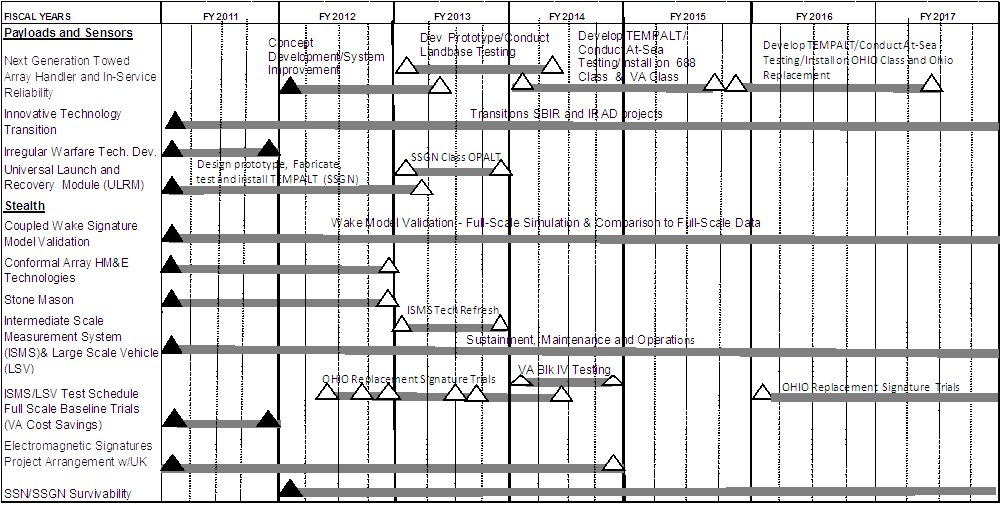 FISCAL YEARS FY 2011 FY 2012 FY 2013 FY 2014 FY 2015 FY 2016 FY 2017
Payloads and Sensors
Next Generation Towed
Array Handler and In-Service
Reliability
Concept
Development/System
Improvement
Dev Prototype/Conduct
Landbase Testing
Develop TEMPALT/
Conduct At-Sea
Testing/Install on 688
Class & VA Class
Develop TEMPALT/Conduct At-Sea
Testing/Install on OHIO Class and Ohio
Replacement
Innovative Technology
Transition
Transitions SBIR and IRAD projects
Irregular Warfare Tech. Dev.
Universal Launch and
Recovery Module (ULRM)
Design prototype, Fabricate,
test and install TEMPALT (SSGN)
SSGN Class OPALT
Stealth
Coupled Wake Signature
Model Validation
Wake Model Validation - Full-Scale Simulation & Comparison to Full-Scale Data
Conformal Array HM&E
Technologies
Stone Mason
Intermediate Scale
Measurement System
(ISMS)& Large Scale Vehicle
(LSV)
ISMS Tech Refresh
Sustainment, Maintenance and Operations
ISMS/LSV Test Schedule
Full Scale Baseline Trials
(VA Cost Savings)
OHIO Replacement Signature Trials
VA Blk IV Testing
OHIO Replacement Signature Trials
Electromagnetic Signatures
Project Arrangement w/UK
SSN/SSGN Survivability